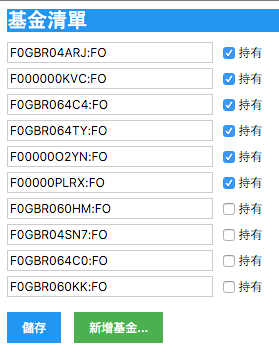 基金清單
F0GBR04ARJ:FO 持有
F000000KVC:FO 持有
F0GBR064C4:FO 持有
F0GBR064TY:FO 持有
F00000O2YN:FO 持有
F00000PLRX:FO 持有
F0GBR060HM:FO 持有
F0GBR04SN7:FO 持有
F0GBR064C0:FO 持有
F0GBR060KK:FO 持有
儲存 新增基金...